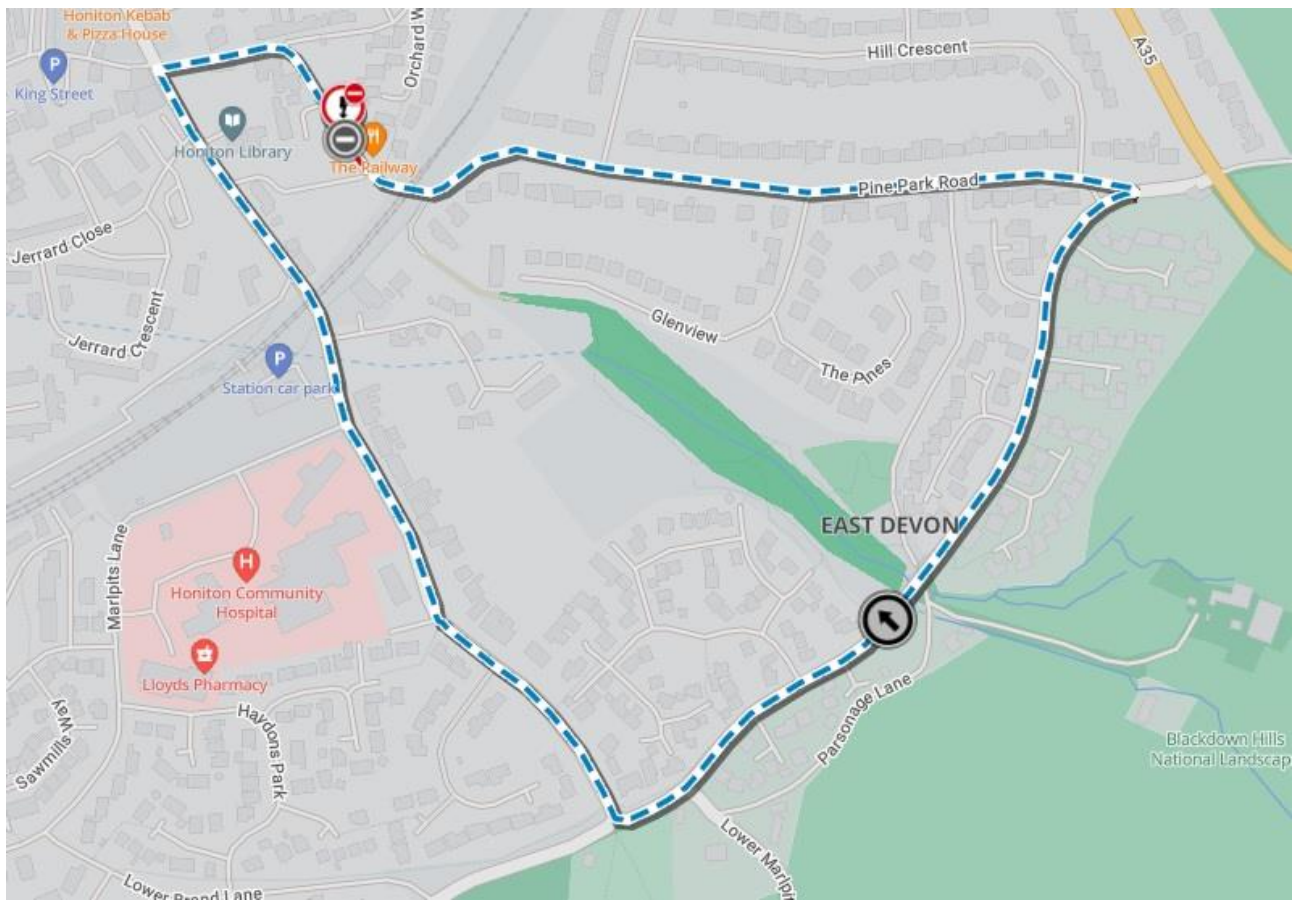 Honiton Kebab
& Pizza House
King Street
Orchard W
Hill Crescent
A35
Honiton Library
The Railway
Pine Park Road
Jerrard Close
Jerrard Crescent
Glenview
The Pines
Station car park
EAST DEVON
Marlpits Lane
Honiton Community
Hospital
Lloyds Pharmacy
Haydons Park
Sawmills Way
Parsonage Lane
Blackdown Hills
National Landscap
Lower Marlpit
Lower Brand Lane
P
P
H